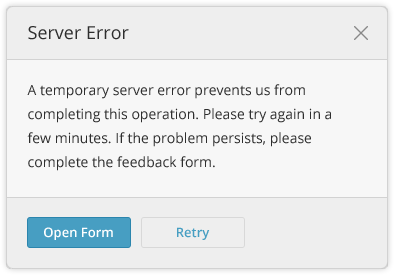 Server Error
A temporary server error prevents us from
completing this operation. Please try again in a
few minutes. If the problem persists, please
complete the feedback form.
Open Form
Retry